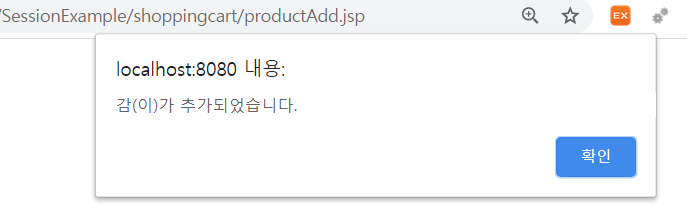 /SessionExample/shoppingcart/productAdd.jsp
EX
localhost:8080 내용:
감(이)가 추가되었습니다.
확인